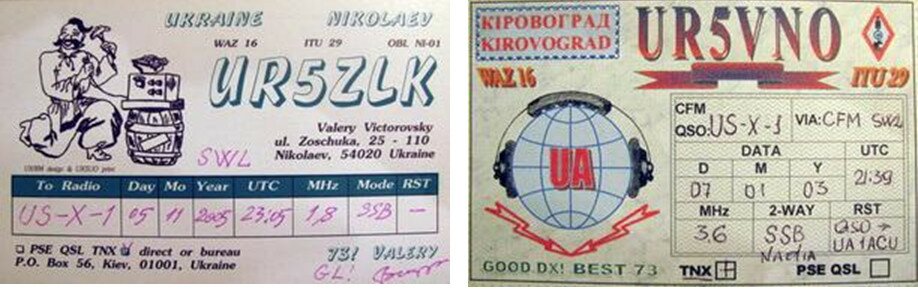 UKRAINE NIKOLAEV
WAZ 16 ITU 29 OBL NI-01
UR5ZLK
Valery Victorovsky
ul. Zoschuka, 25 - 110
Nikolaev, 54020 Ukraine
SWL
To Radio Day Mo Year UTC MHz Mode RST
US-X-1 05 11 2005 23:05 1,8 SSB —
PSE QSL TNX direct or bureau
P.O. Box 56, Kiev, 01001, Ukraine
73! VALERY
GL!
КІРОВОГРАД
KIROVOGRAD
UR5VNO
WAZ 16
ITU 29
UA
CFM
QSO: US-X-1 VIA: CFM SWL
DATA UTC
D M Y
07 01 03 21:39
MHz 2-WAY RST
3,6 SSB QSO →
UA1ACU
GOOD DX! BEST 73
TNX PSE QSL